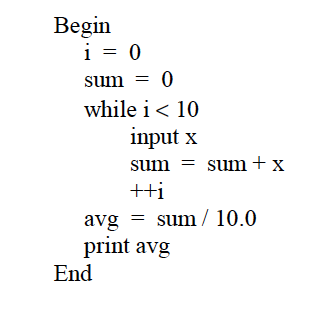 Begin
i = 0
sum = 0
while i < 10
input x
sum = sum + x
++i
avg = sum / 10.0
print avg
End